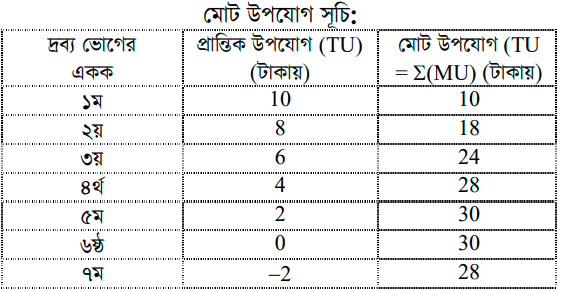 মোট উপযোগ সূচি:
দ্রব্য ভোগের একক | প্রান্তিক উপযোগ (TU) (টাকায়) | মোট উপযোগ (TU = Σ(MU) (টাকায়)
১ম | 10 | 10
২য় | 8 | 18
৩য় | 6 | 24
৪র্থ | 4 | 28
৫ম | 2 | 30
৬ষ্ঠ | 0 | 30
৭ম | –2 | 28